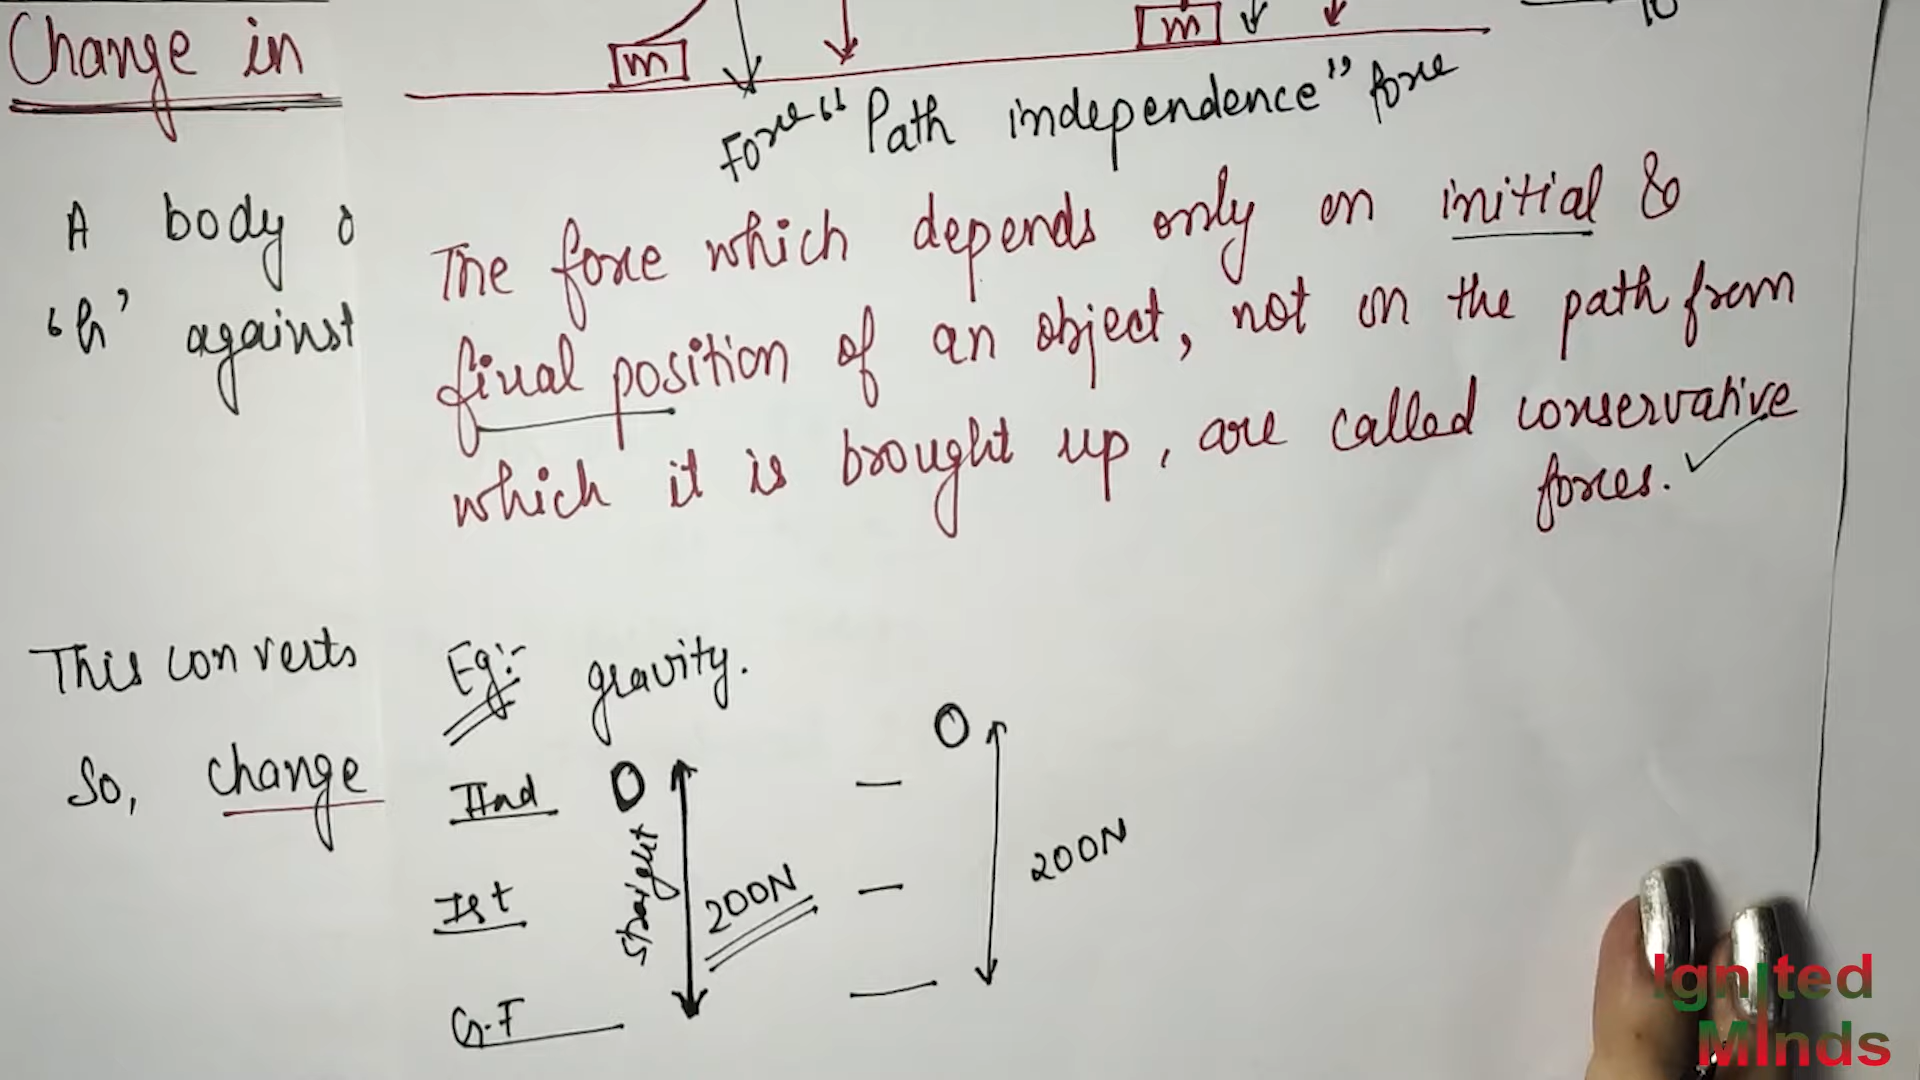 Change in
m
m
10
Force "Path independence" force
A body o
"h' against
The force which depends only on initial &
final position of an object, not on the path from
which it is brought up, are called conservative
forces.
This converts
So, change
Eg:- gravity.
IInd
Ist
G.F
straight
200N
200N
Ignited
Minds